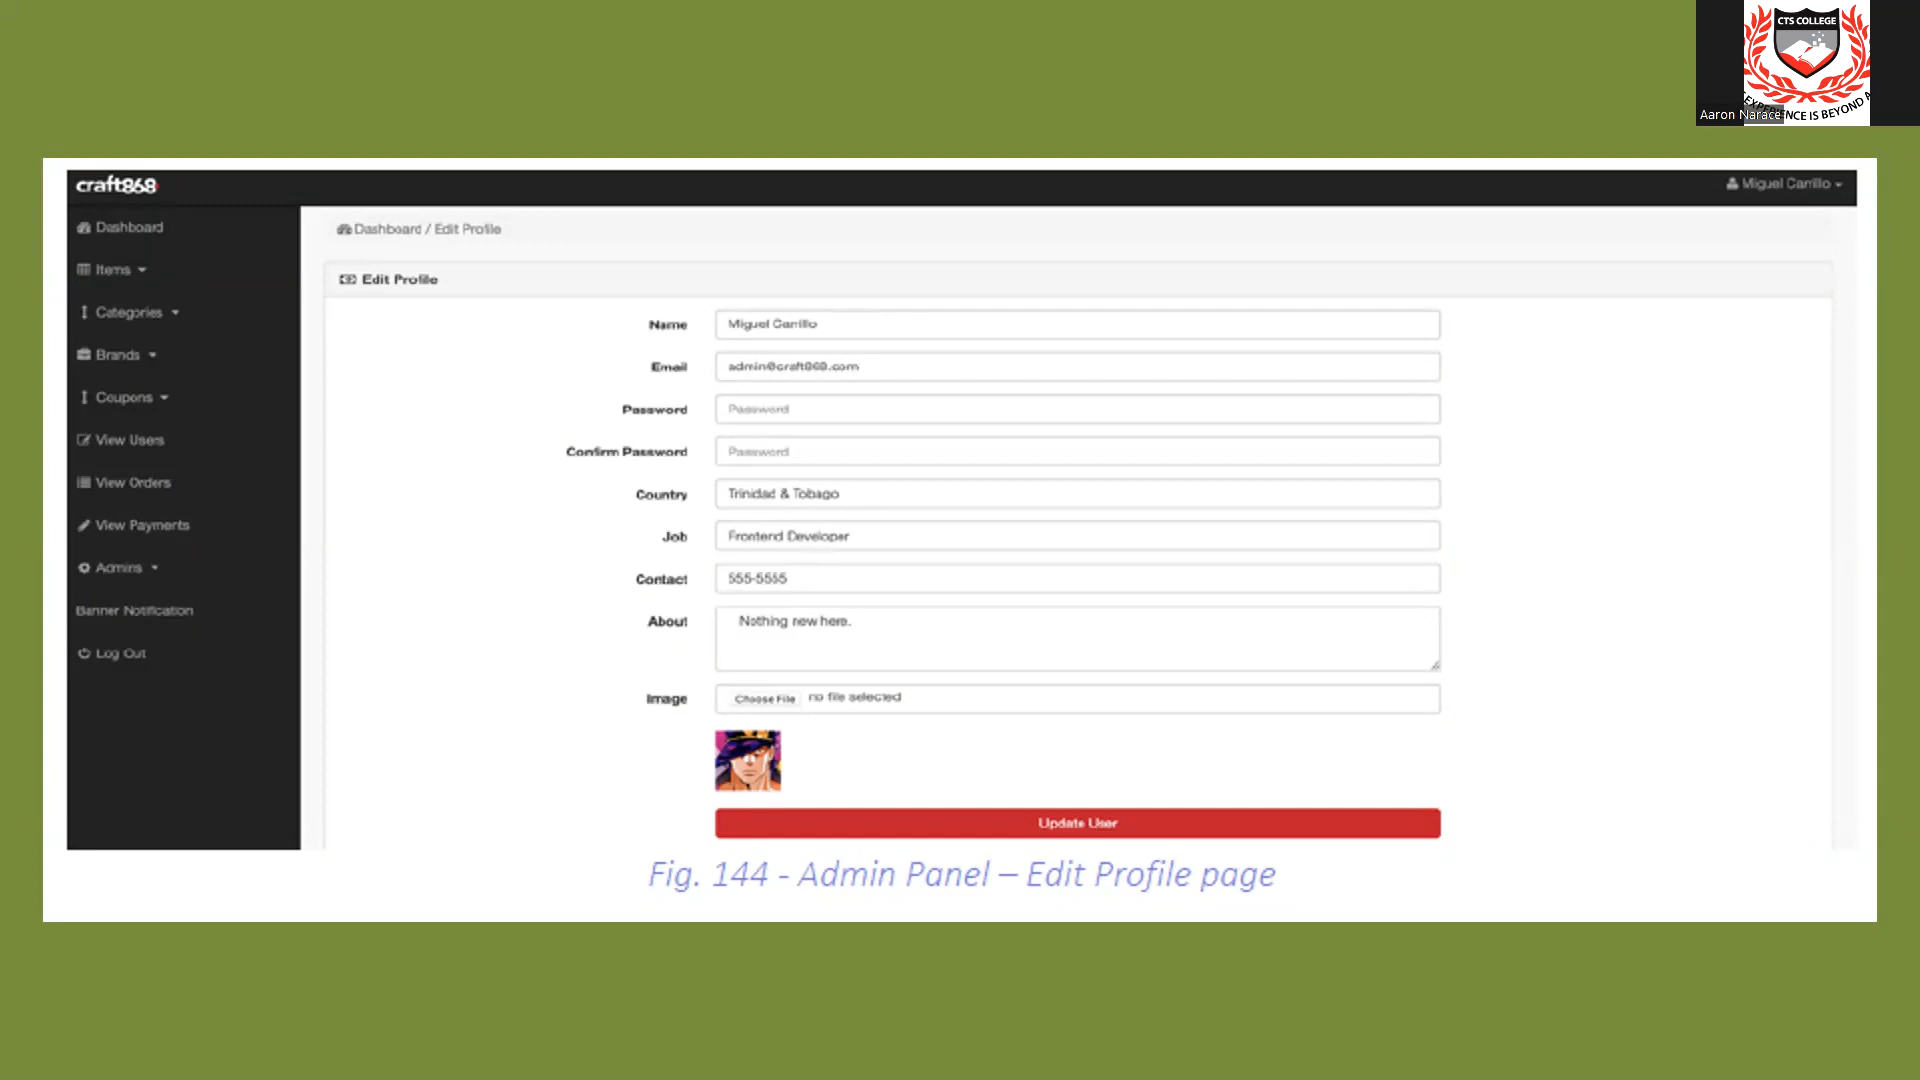 CTS COLLEGE
EXPERIENCE IS BEYOND A
Aaron Narace
craft868
Miguel Carrillo
Dashboard
Items
Categories
Brands
Coupons
View Users
View Orders
View Payments
Admins
Banner Notification
Log Out
Dashboard / Edit Profile
Edit Profile
Name Miguel Carrillo
Email admin@craft868.com
Password Password
Confirm Password Password
Country Trinidad & Tobago
Job Frontend Developer
Contact 555-5555
About Nothing new here.
Image Choose File no file selected
Update User
Fig. 144 - Admin Panel – Edit Profile page